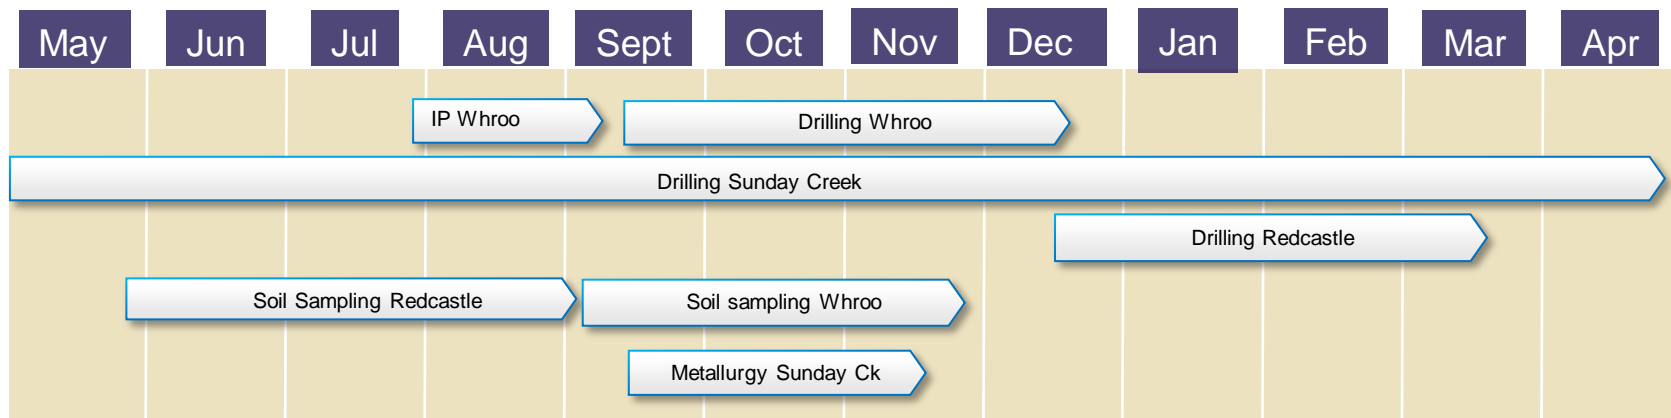 May Jun Jul Aug Sept Oct Nov Dec Jan Feb Mar Apr
IP Whroo
Drilling Whroo
Drilling Sunday Creek
Drilling Redcastle
Soil Sampling Redcastle
Soil sampling Whroo
Metallurgy Sunday Ck